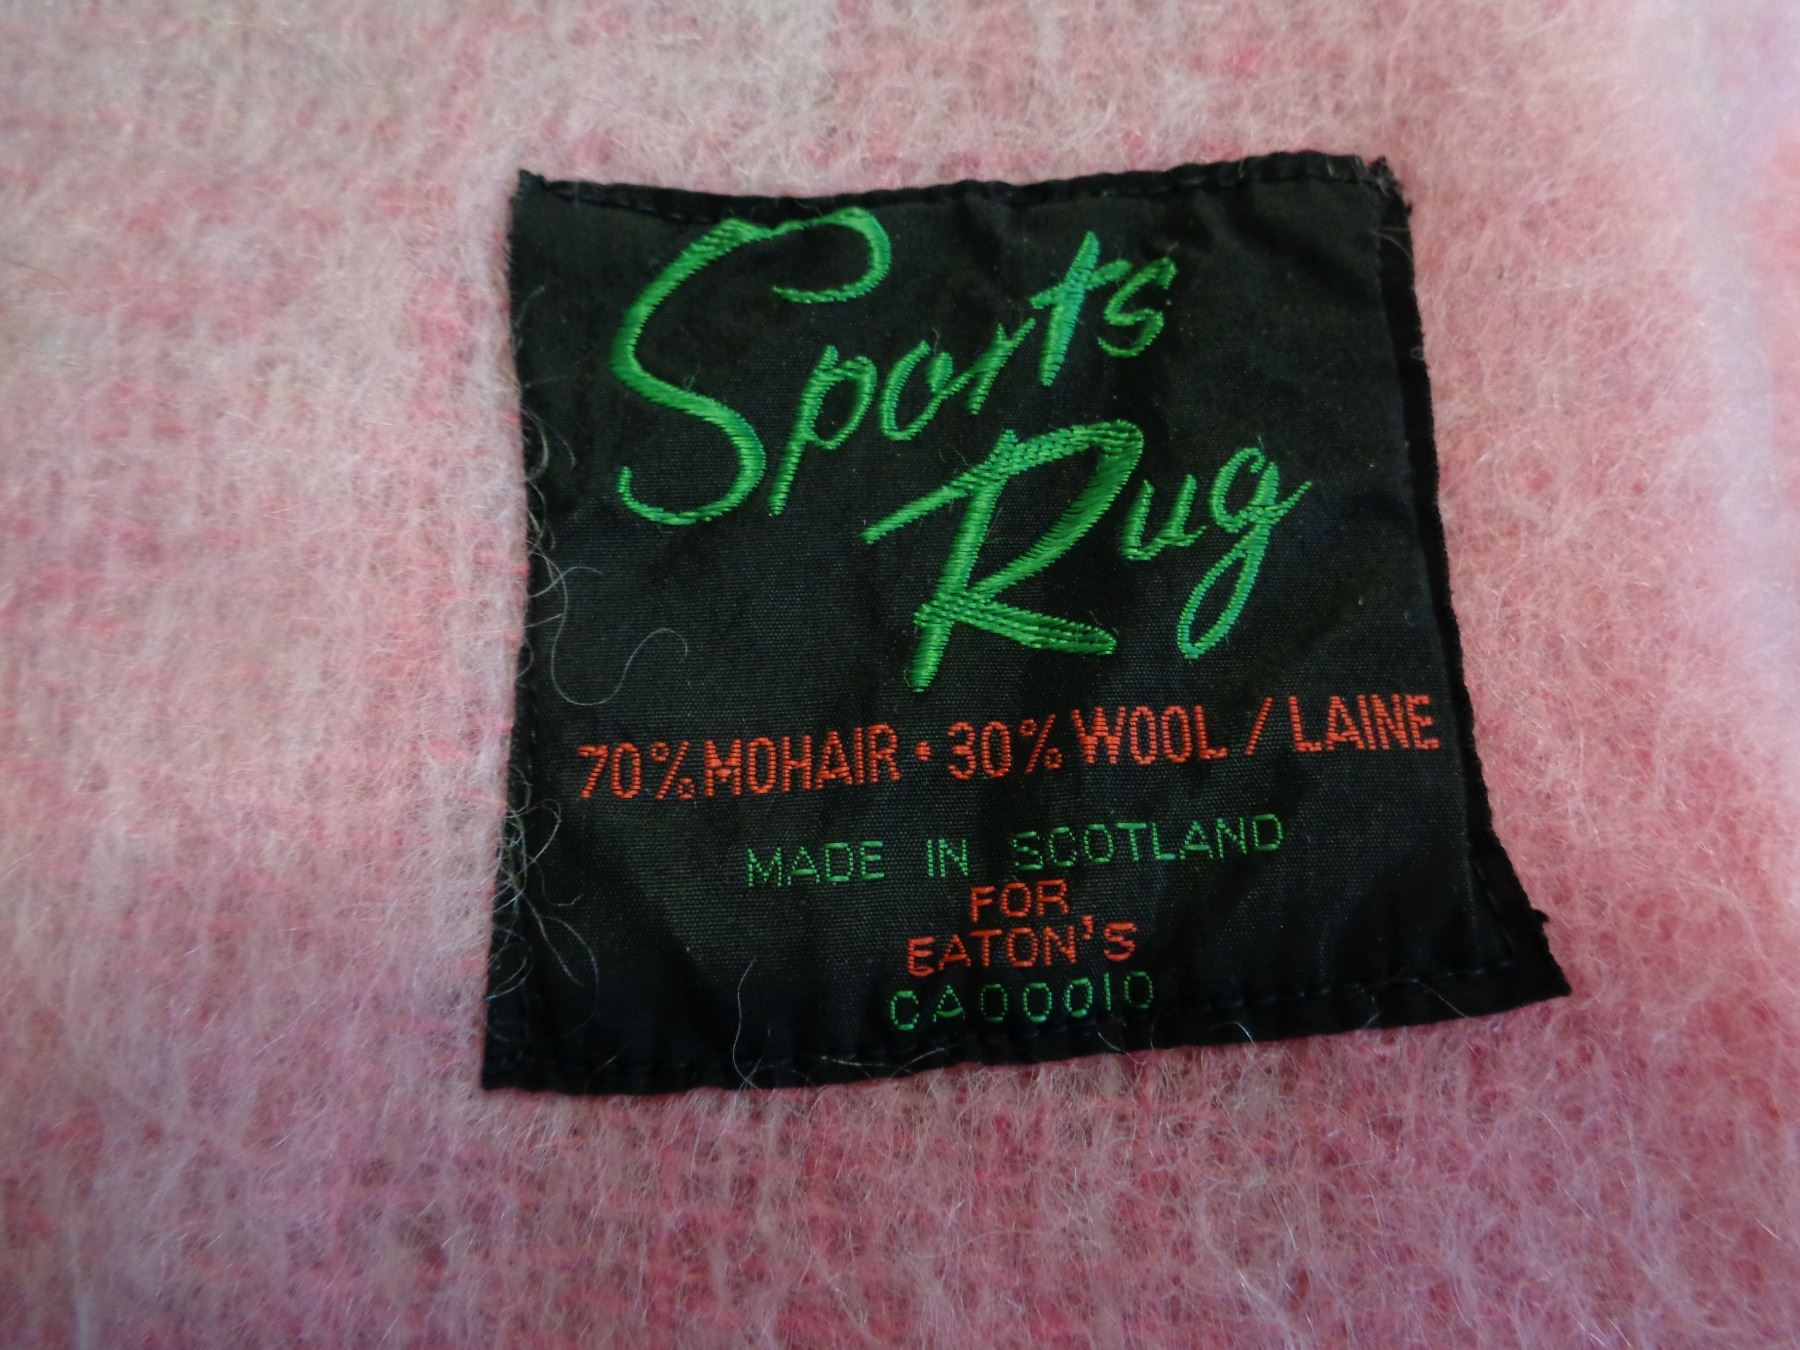 Sports
Rug
70% MOHAIR • 30% WOOL / LAINE
MADE IN SCOTLAND
FOR
EATON'S
CA00010